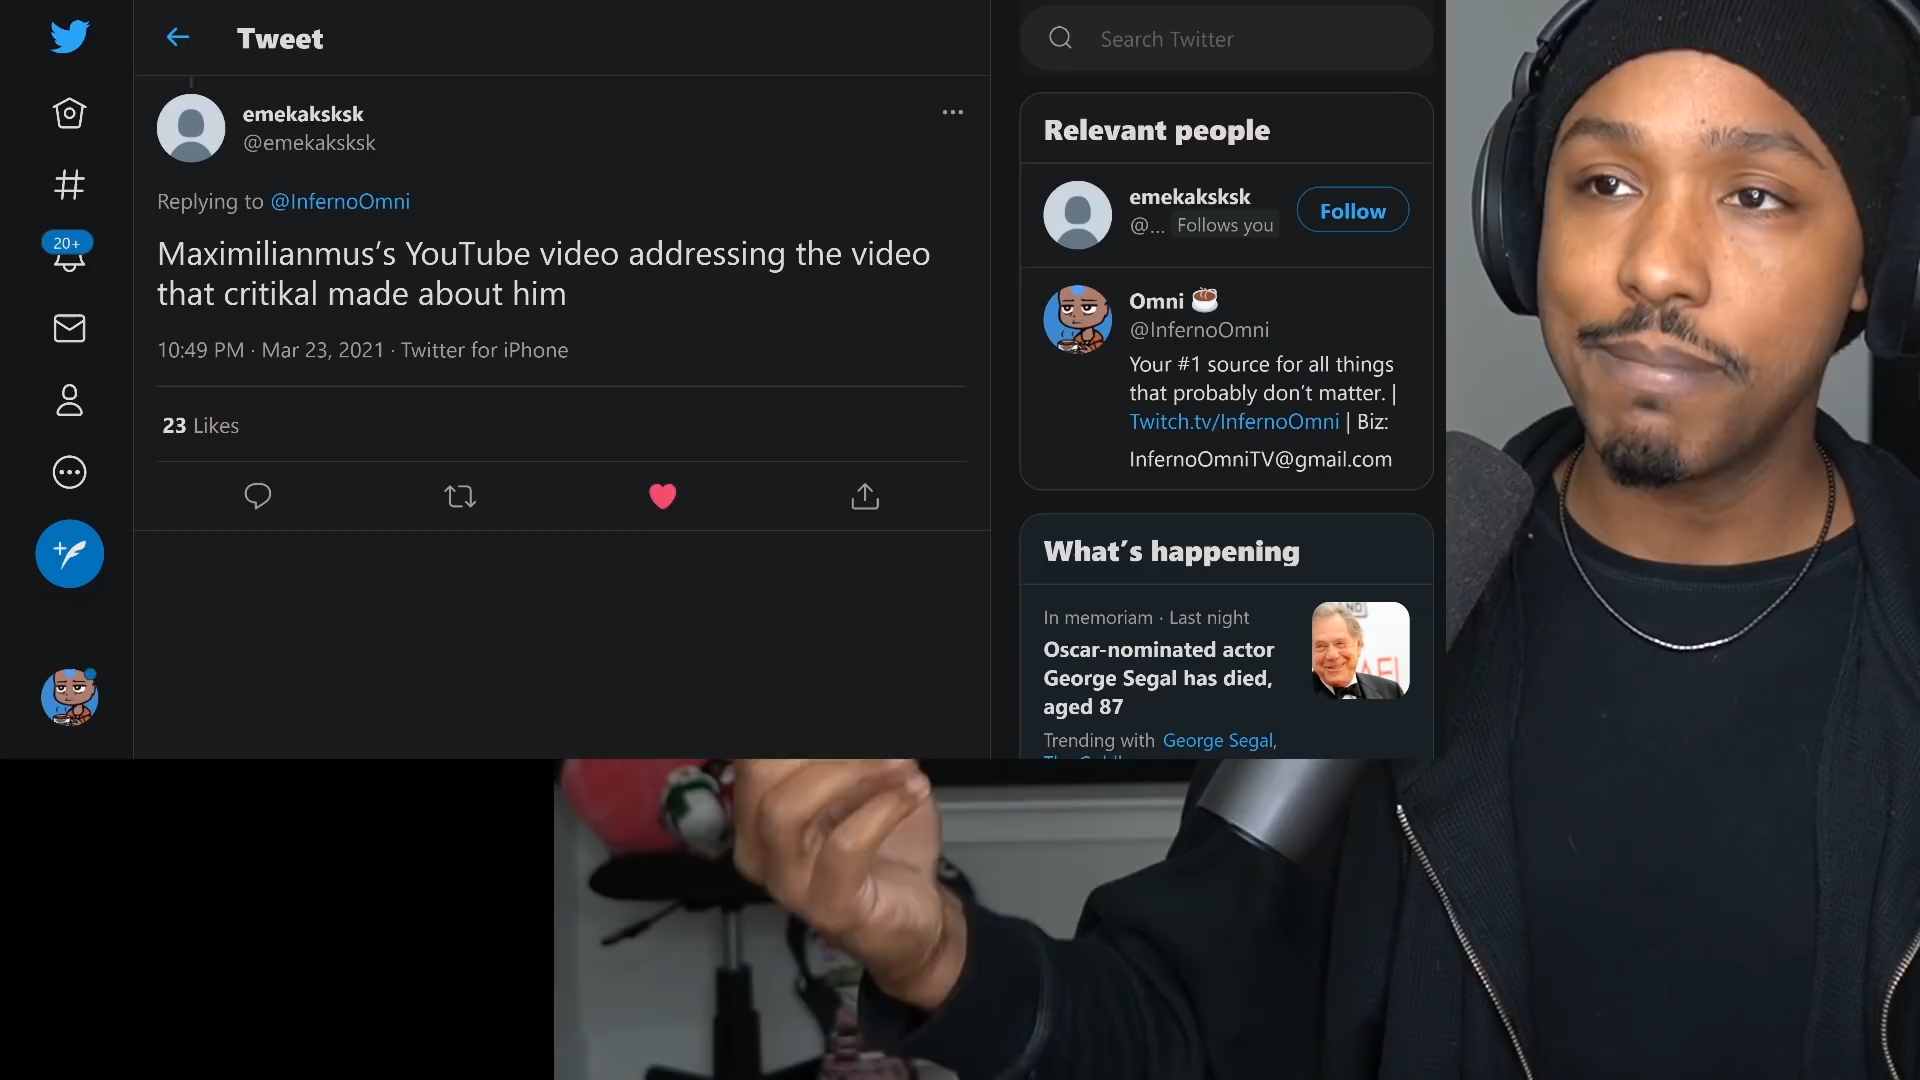 Tweet
Search Twitter
emekaksksk
@emekaksksk
Replying to @InfernoOmni
Maximilianmus’s YouTube video addressing the video
that critikal made about him
10:49 PM · Mar 23, 2021 · Twitter for iPhone
23 Likes
20+
Relevant people
emekaksksk
@... Follows you
Follow
Omni
@InfernoOmni
Your #1 source for all things
that probably don’t matter. |
Twitch.tv/InfernoOmni | Biz:
InfernoOmniTV@gmail.com
What’s happening
In memoriam · Last night
Oscar-nominated actor
George Segal has died,
aged 87
Trending with George Segal,